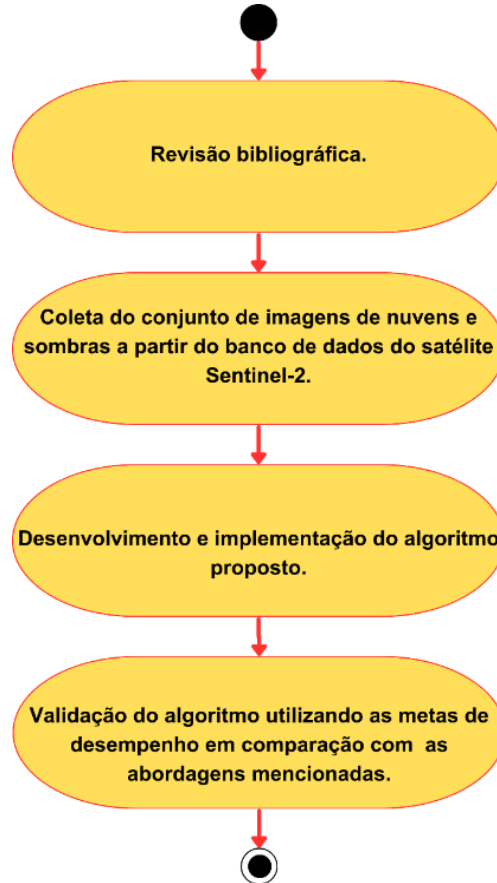 Revisão bibliográfica.
Coleta do conjunto de imagens de nuvens e
sombras a partir do banco de dados do satélite
Sentinel-2.
Desenvolvimento e implementação do algoritmo
proposto.
Validação do algoritmo utilizando as metas de
desempenho em comparação com as
abordagens mencionadas.